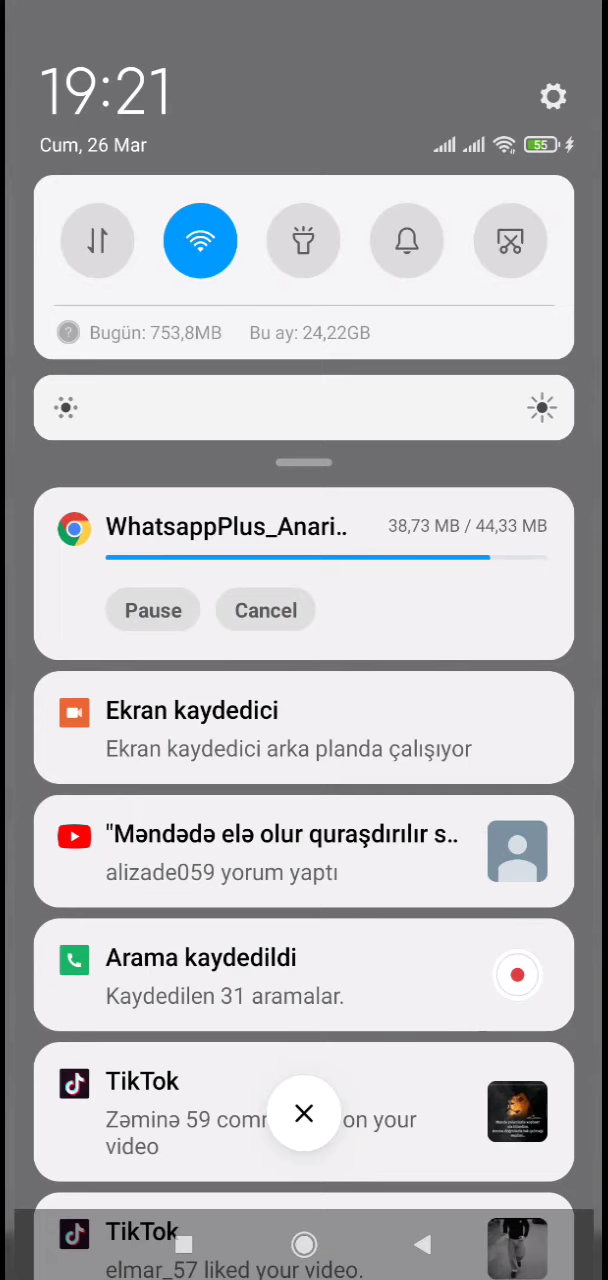 19:21
Cum, 26 Mar
55
Bugün: 753,8MB Bu ay: 24,22GB
WhatsappPlus_Anari.. 38,73 MB / 44,33 MB
Pause Cancel
Ekran kaydedici
Ekran kaydedici arka planda çalışıyor
"Məndədə elə olur quraşdırılır s..
alizade059 yorum yaptı
Arama kaydedildi
Kaydedilen 31 aramalar.
TikTok
Zəminə 59 on your
video
TikTok
elmar_57 liked your video.